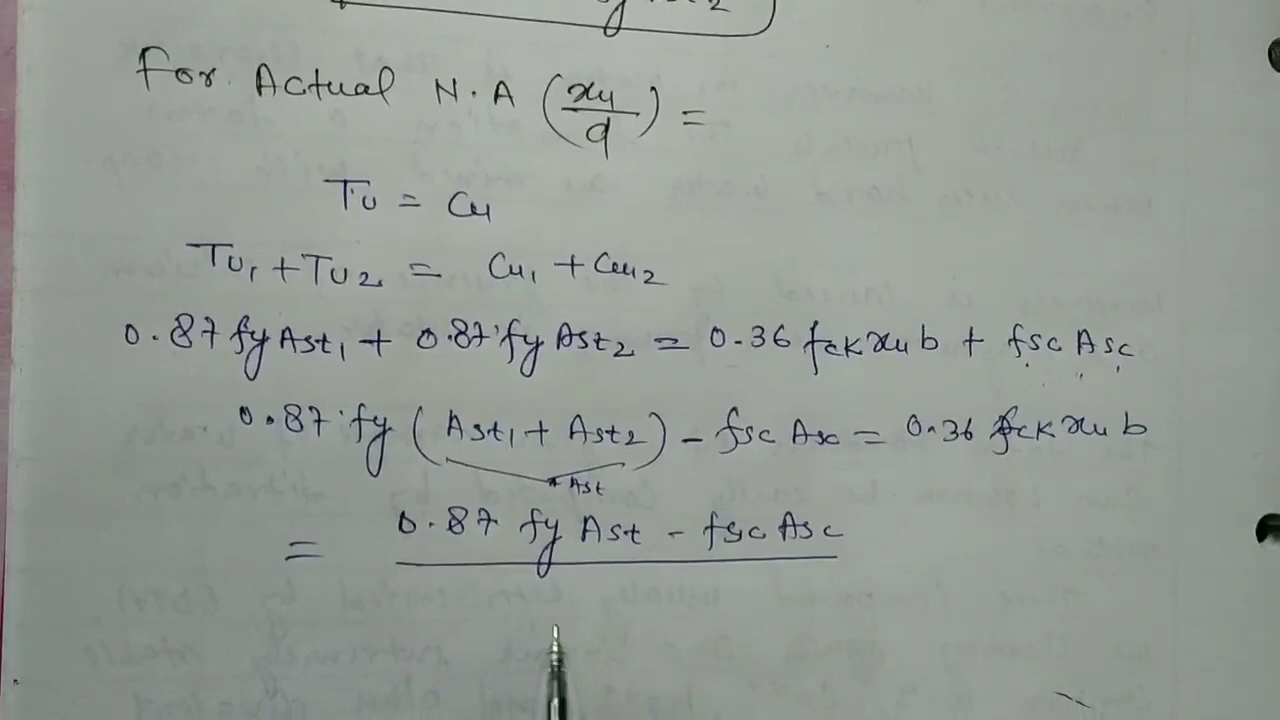 For Actual N.A (xu/d) =
Tu = Cu
Tu1 + Tu2 = Cu1 + Cu2
0.87 fy Ast1 + 0.87 fy Ast2 = 0.36 fck xu b + fsc Asc
0.87 fy (Ast1 + Ast2) - fsc Asc = 0.36 fck xu b
Ast
= 0.87 fy Ast - fsc Asc